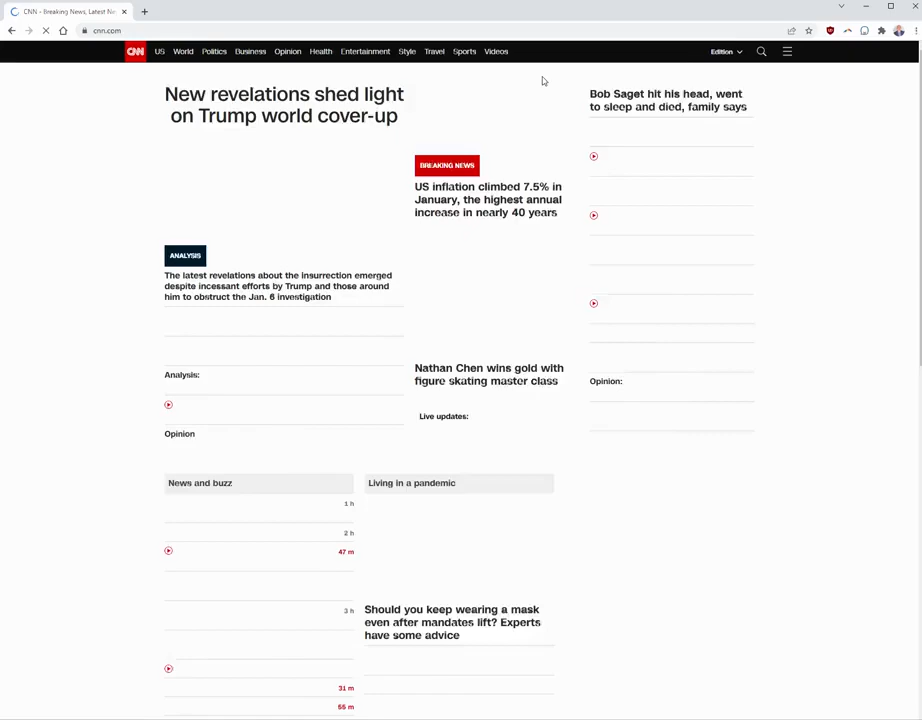 CNN - Breaking News, Latest Ne
cnn.com
CNN US World Politics Business Opinion Health Entertainment Style Travel Sports Videos Edition
New revelations shed light
on Trump world cover-up
ANALYSIS
The latest revelations about the insurrection emerged
despite incessant efforts by Trump and those around
him to obstruct the Jan. 6 investigation
Analysis:
Opinion
BREAKING NEWS
US inflation climbed 7.5% in
January, the highest annual
increase in nearly 40 years
Nathan Chen wins gold with
figure skating master class
Live updates:
Bob Saget hit his head, went
to sleep and died, family says
Opinion:
News and buzz
1 h
2 h
47 m
3 h
31 m
55 m
Living in a pandemic
Should you keep wearing a mask
even after mandates lift? Experts
have some advice